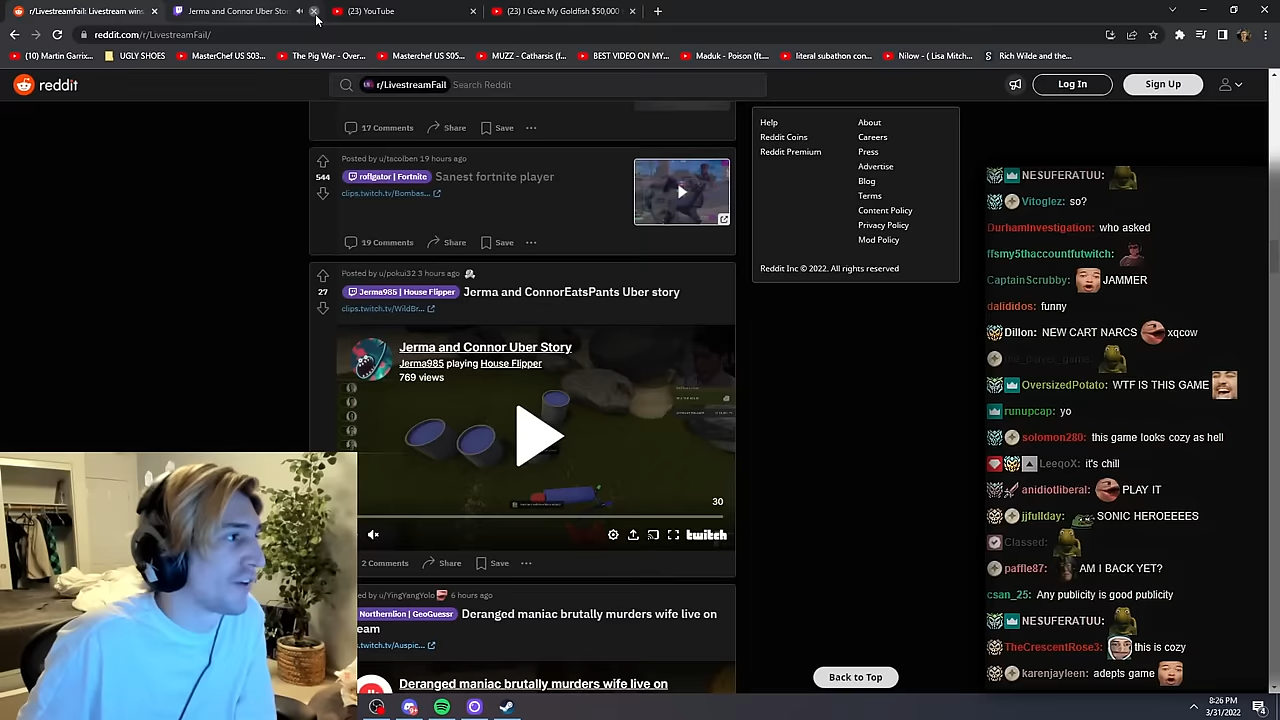 r/LivestreamFail: Livestream wins
Jerma and Connor Uber Stor
(23) YouTube
(23) I Gave My Goldfish $50,000
reddit.com/r/LivestreamFail/
(10) Martin Garrix...
UGLY SHOES
MasterChef US S03...
The Pig War - Over...
Masterchef US S05...
MUZZ - Catharsis (f...
BEST VIDEO ON MY...
Maduk - Poison (ft...
literal subathon con...
Nilow - ( Lisa Mitch...
Rich Wilde and the...
reddit
r/LivestreamFail
Search Reddit
Log In
Sign Up
17 Comments
Share
Save
Posted by u/tacolben 19 hours ago
544
roflgator | Fortnite
Sanest fortnite player
clips.twitch.tv/Bombas...
19 Comments
Share
Save
Posted by u/pokui32 3 hours ago
27
Jerma985 | House Flipper
Jerma and ConnorEatsPants Uber story
clips.twitch.tv/WildBr...
Jerma and Connor Uber Story
Jerma985 playing House Flipper
769 views
30
twitch
2 Comments
Share
Save
ed by u/YingYangYolo 6 hours ago
Northernlion | GeoGuessr
Deranged maniac brutally murders wife live on
eam
.twitch.tv/Auspic...
Deranged maniac brutally murders wife live on
Help
Reddit Coins
Reddit Premium
About
Careers
Press
Advertise
Blog
Terms
Content Policy
Privacy Policy
Mod Policy
Reddit Inc © 2022. All rights reserved
Back to Top
NESUFERATUU:
Vitoglez: so?
DurhamInvestigation: who asked
ffsmy5thaccountfutwitch:
CaptainScrubby: JAMMER
dalididos: funny
Dillon: NEW CART NARCS xqcow
OversizedPotato: WTF IS THIS GAME
runupcap: yo
solomon280: this game looks cozy as hell
LeeqoX: it's chill
anidiotliberal: PLAY IT
jjfullday: SONIC HEROEEEES
Classed:
paffle87: AM I BACK YET?
csan_25: Any publicity is good publicity
NESUFERATUU:
TheCrescentRose3: this is cozy
karenjayleen: adepts game
8:26 PM
3/31/2022
4